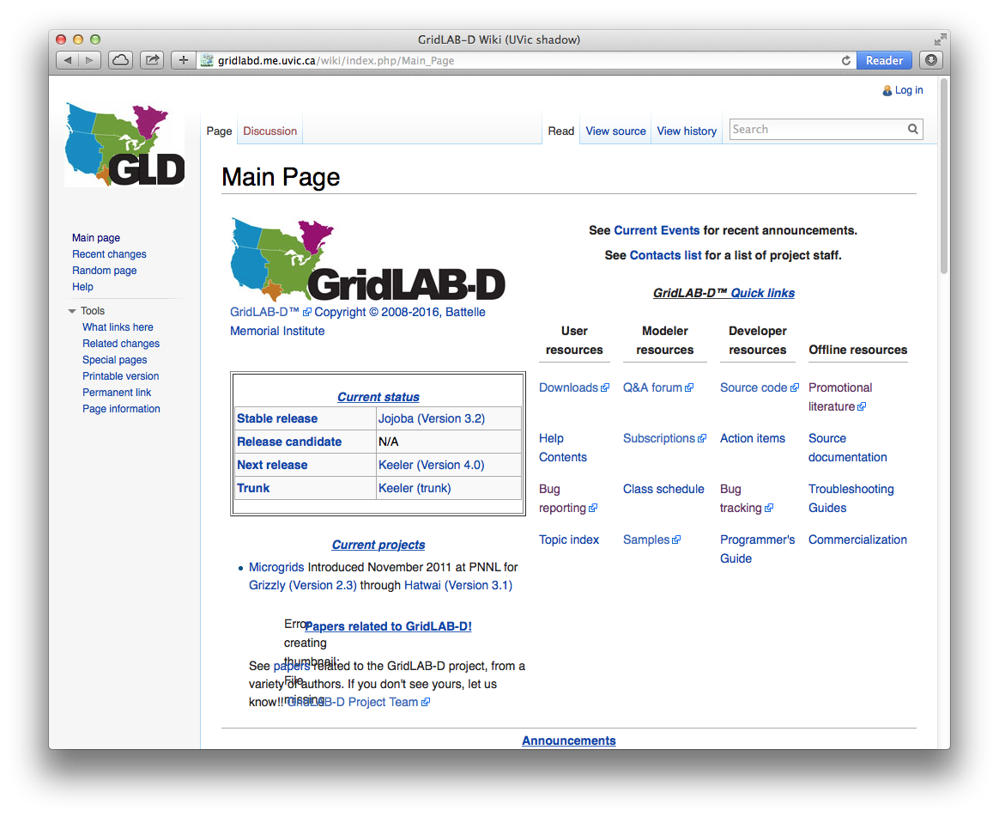 GridLAB-D Wiki (UVic shadow)
gridlabd.me.uvic.ca/wiki/index.php/Main_Page
Reader
Log in
GLD
Page
Discussion
Read
View source
View history
Search
Main Page
Main page
Recent changes
Random page
Help
Tools
What links here
Related changes
Special pages
Printable version
Permanent link
Page information
GridLAB-D
GridLAB-D™ Copyright © 2008-2016, Battelle
Memorial Institute
Current status
Stable release Jojoba (Version 3.2)
Release candidate N/A
Next release Keeler (Version 4.0)
Trunk Keeler (trunk)
Current projects
• Microgrids Introduced November 2011 at PNNL for
Grizzly (Version 2.3) through Hatwai (Version 3.1)
Error
creating
thumbnail:
File
missing
Papers related to GridLAB-D!
See papers related to the GridLAB-D project, from a
variety of authors. If you don't see yours, let us
know!! GridLAB-D Project Team
See Current Events for recent announcements.
See Contacts list for a list of project staff.
GridLAB-D™ Quick links
User
resources
Modeler
resources
Developer
resources
Offline resources
Downloads
Q&A forum
Source code
Promotional
literature
Help
Contents
Subscriptions
Action items
Source
documentation
Bug
reporting
Class schedule
Bug
tracking
Troubleshooting
Guides
Topic index
Samples
Programmer's
Guide
Commercialization
Announcements